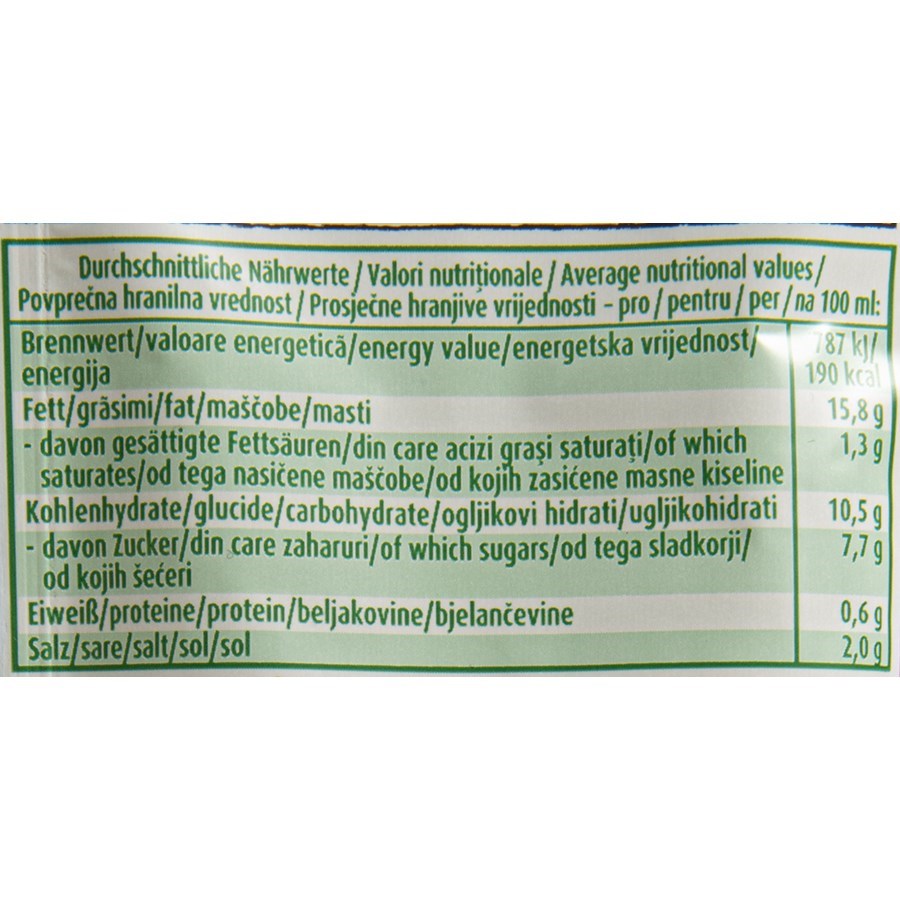 Durchschnittliche Nährwerte / Valori nutriționale / Average nutritional values /
Povprečna hranilna vrednost / Prosječne hranjive vrijednosti - pro / pentru / per / na 100 ml:
Brennwert/valoare energetică/energy value/energetska vrijednost/ 787 kJ/
energija 190 kcal
Fett/grăsimi/fat/maščobe/masti 15,8 g
- davon gesättigte Fettsäuren/din care acizi grași saturați/of which 1,3 g
saturates/od tega nasičene maščobe/od kojih zasićene masne kiseline
Kohlenhydrate/glucide/carbohydrate/ogljikovi hidrati/ugljikohidrati 10,5 g
- davon Zucker/din care zaharuri/of which sugars/od tega sladkorji/ 7,7 g
od kojih šećeri
Eiweiß/proteine/protein/beljakovine/bjelančevine 0,6 g
Salz/sare/salt/sol/sol 2,0 g